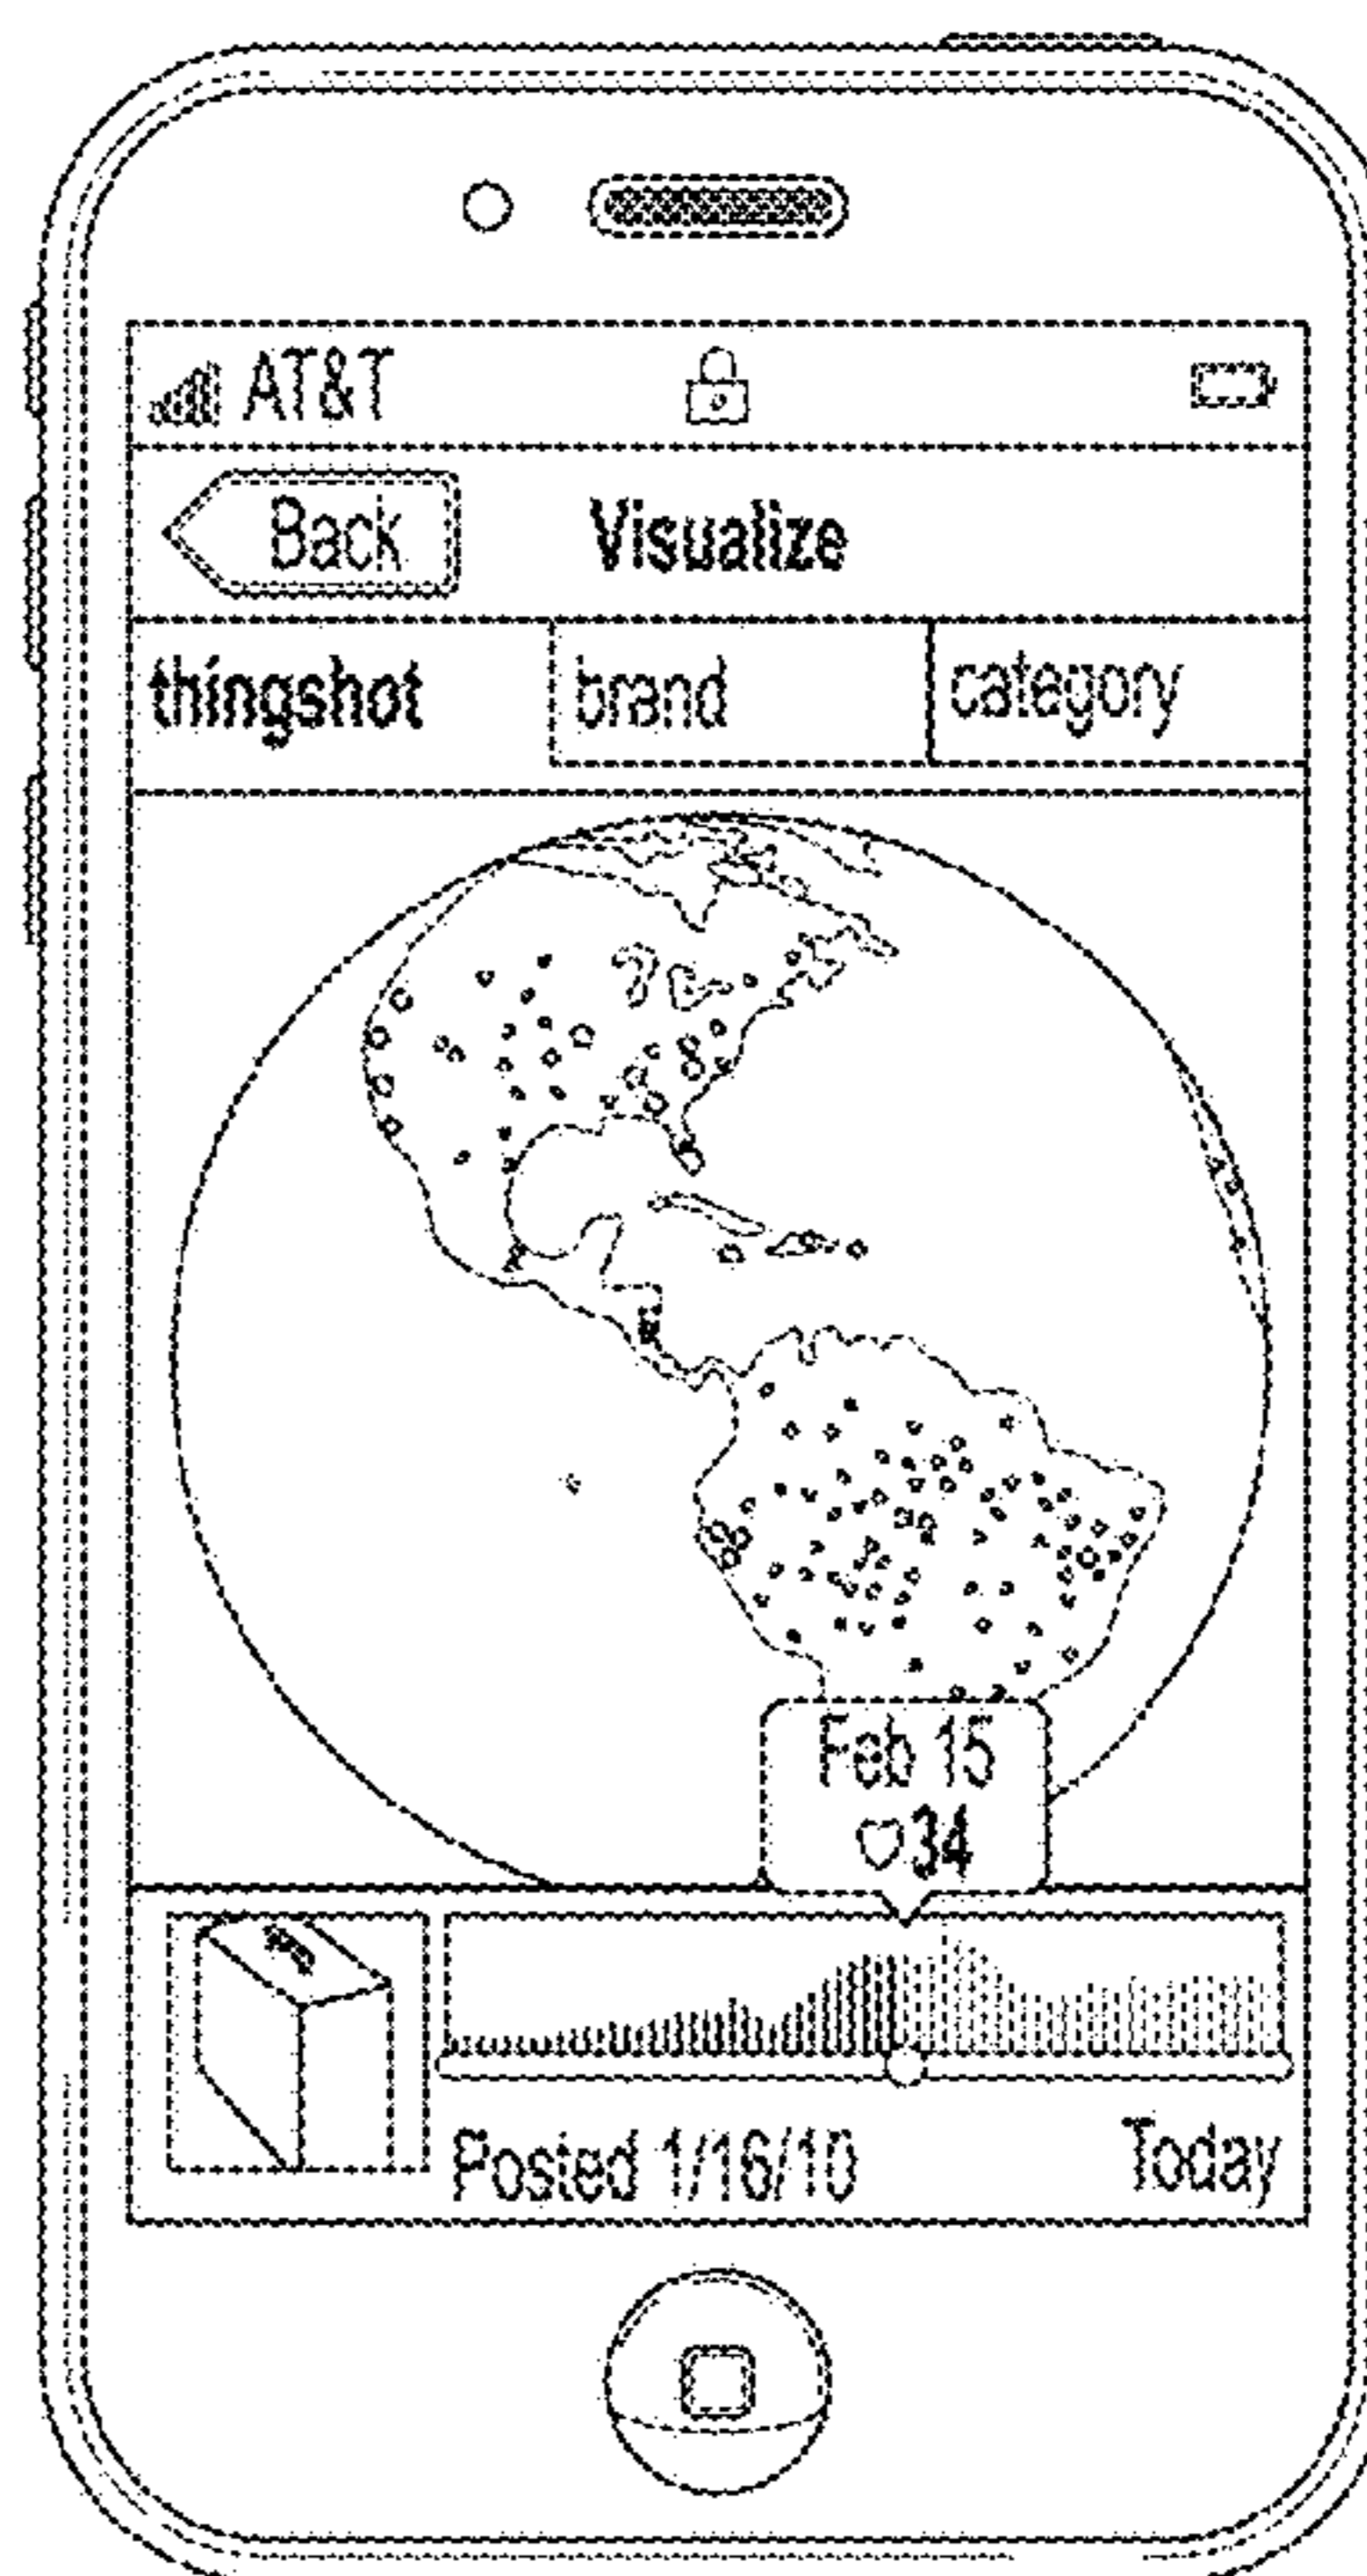 AT&T
Back Visualize
thingshot brand category
Feb 15
♡34
Posted 1/16/10 Today